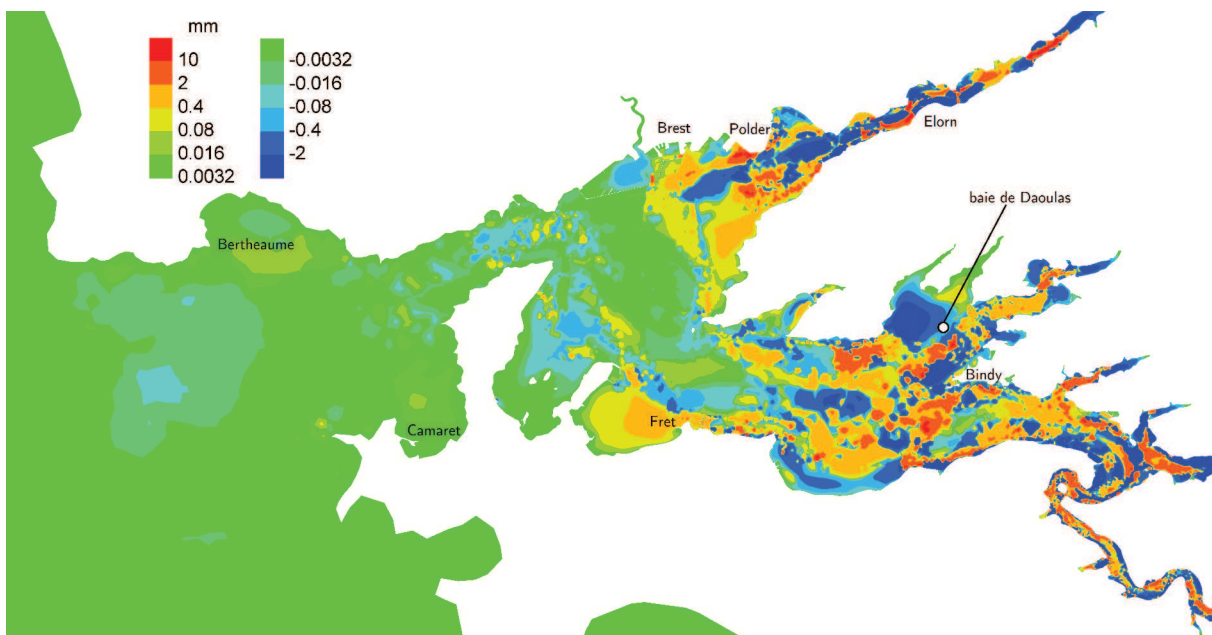 mm
10
2
0.4
0.08
0.016
0.0032
-0.0032
-0.016
-0.08
-0.4
-2
Brest
Polder
Elorn
baie de Daoulas
Bertheaume
Bindy
Fret
Camaret